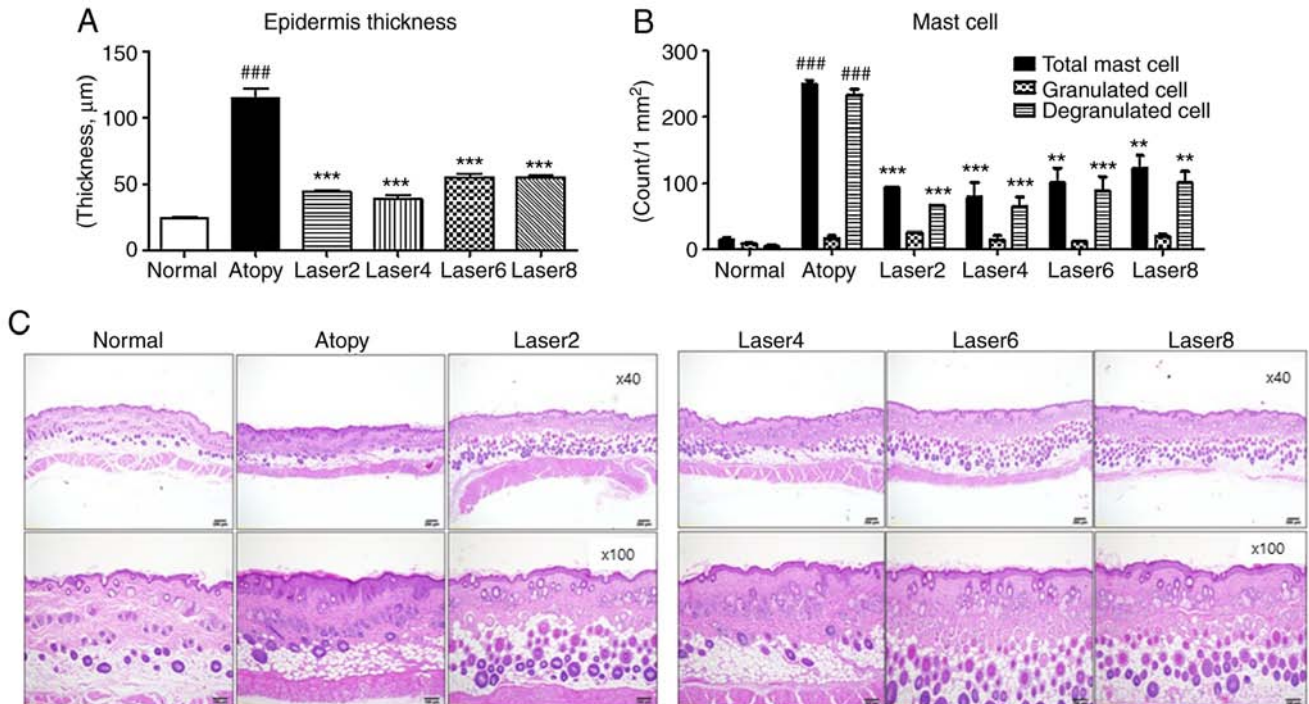 A
Epidermis thickness
(Thickness, μm)
150
100
50
0
###
***
***
***
***
Normal Atopy Laser2 Laser4 Laser6 Laser8
B
Mast cell
(Count/1 mm²)
300
200
100
0
### ###
Total mast cell
Granulated cell
Degranulated cell
*** ***
*** ***
** ***
** **
Normal Atopy Laser2 Laser4 Laser6 Laser8
C
Normal Atopy Laser2 Laser4 Laser6 Laser8
x40 x40
x100 x100